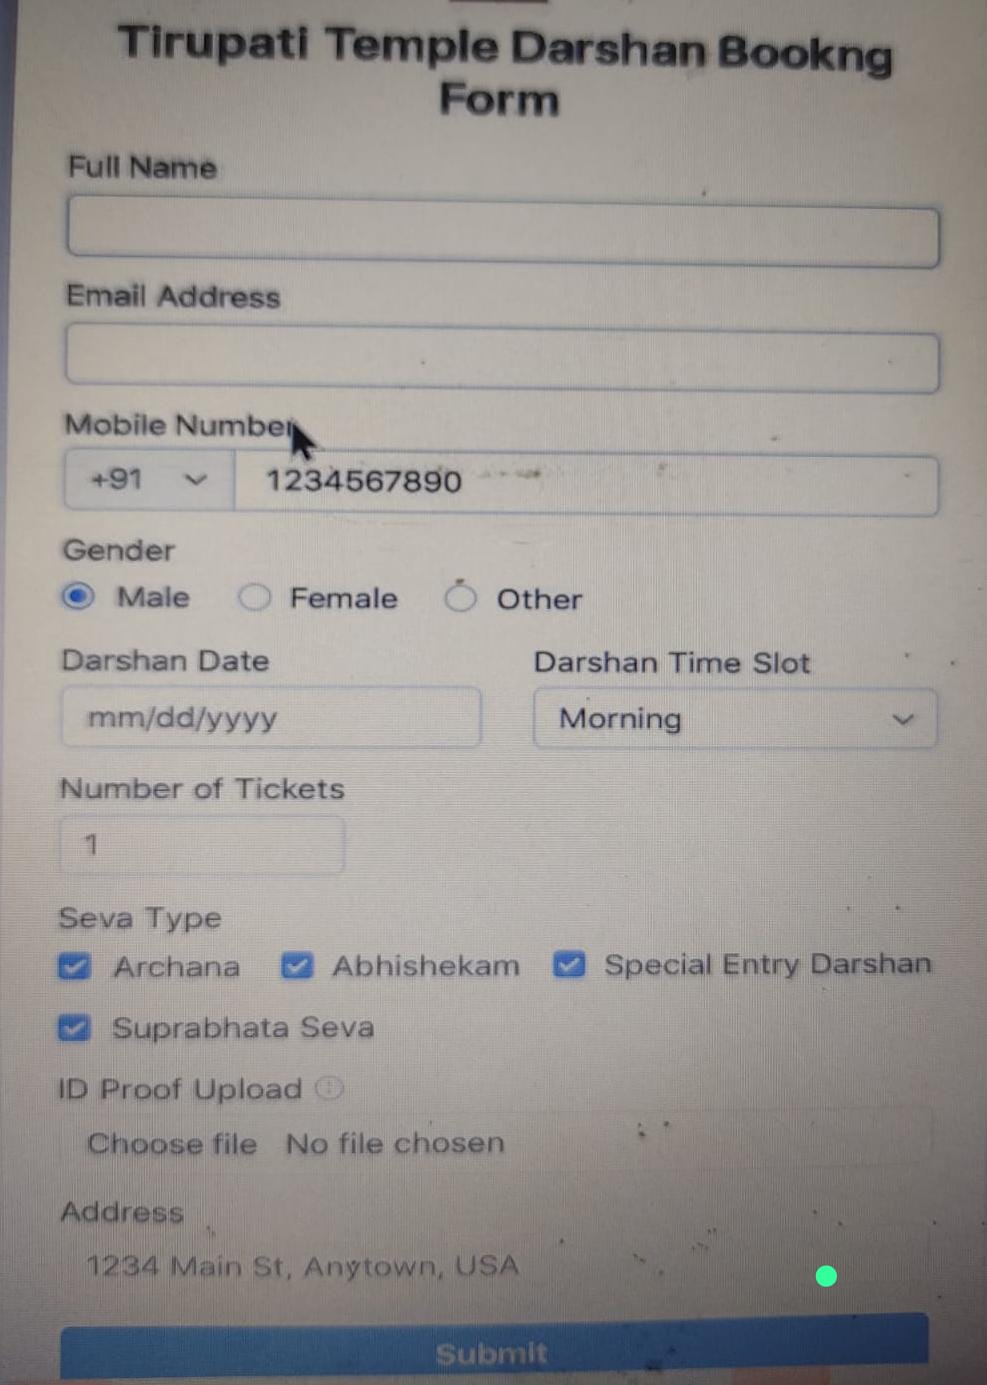 Tirupati Temple Darshan Bookng
Form
Full Name
Email Address
Mobile Number
+91 1234567890
Gender
Male Female Other
Darshan Date Darshan Time Slot
mm/dd/yyyy Morning
Number of Tickets
1
Seva Type
Archana Abhishekam Special Entry Darshan
Suprabhata Seva
ID Proof Upload
Choose file No file chosen
Address
1234 Main St, Anytown, USA
Submit